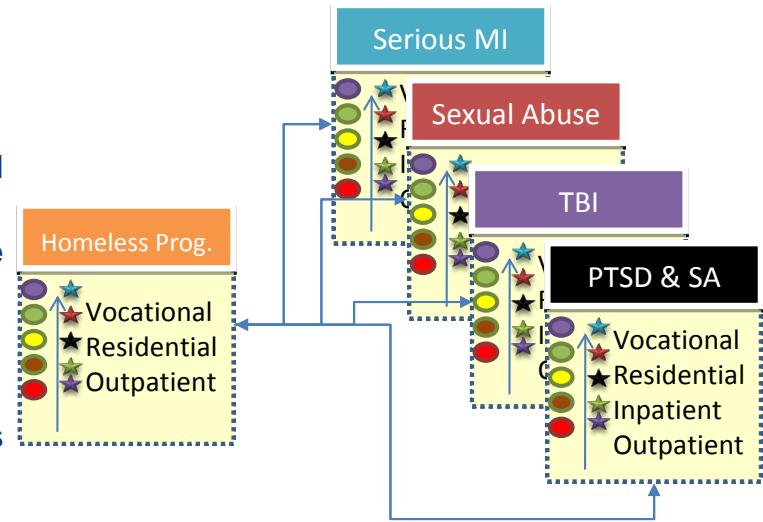 Serious MI
Sexual Abuse
TBI
Homeless Prog.
Vocational
Residential
Outpatient
PTSD & SA
Vocational
Residential
Inpatient
Outpatient